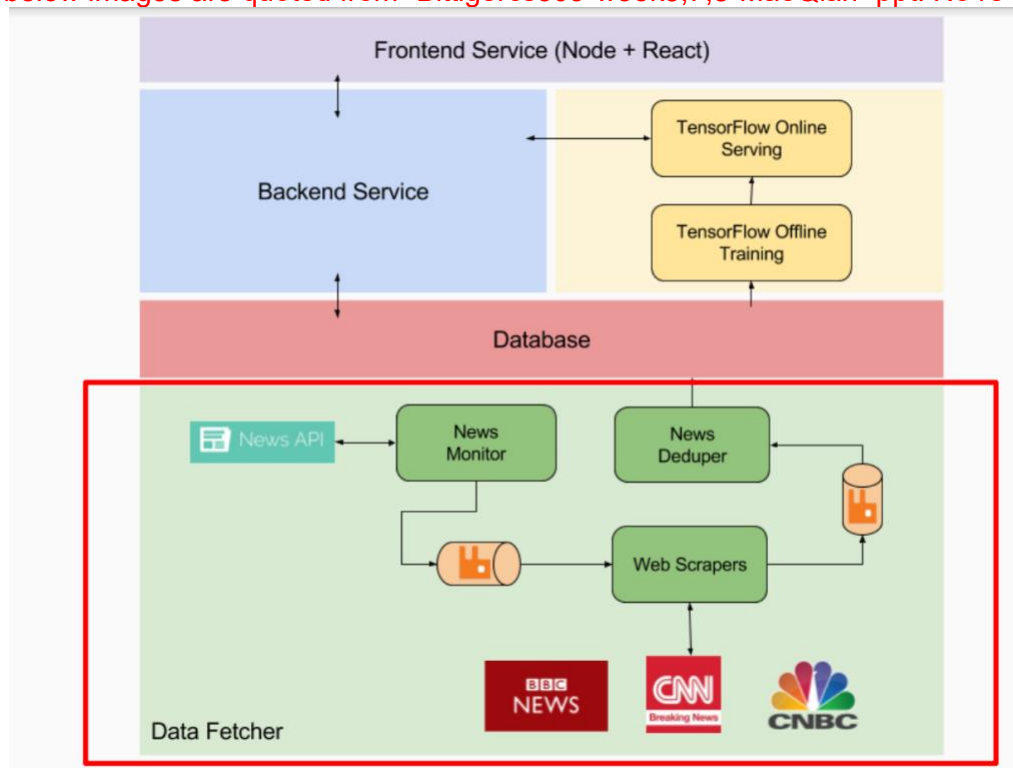 Frontend Service (Node + React)
TensorFlow Online
Serving
Backend Service
TensorFlow Offline
Training
Database
News API
News
Monitor
News
Deduper
Web Scrapers
BBC
NEWS
CNN
Breaking News
CNBC
Data Fetcher